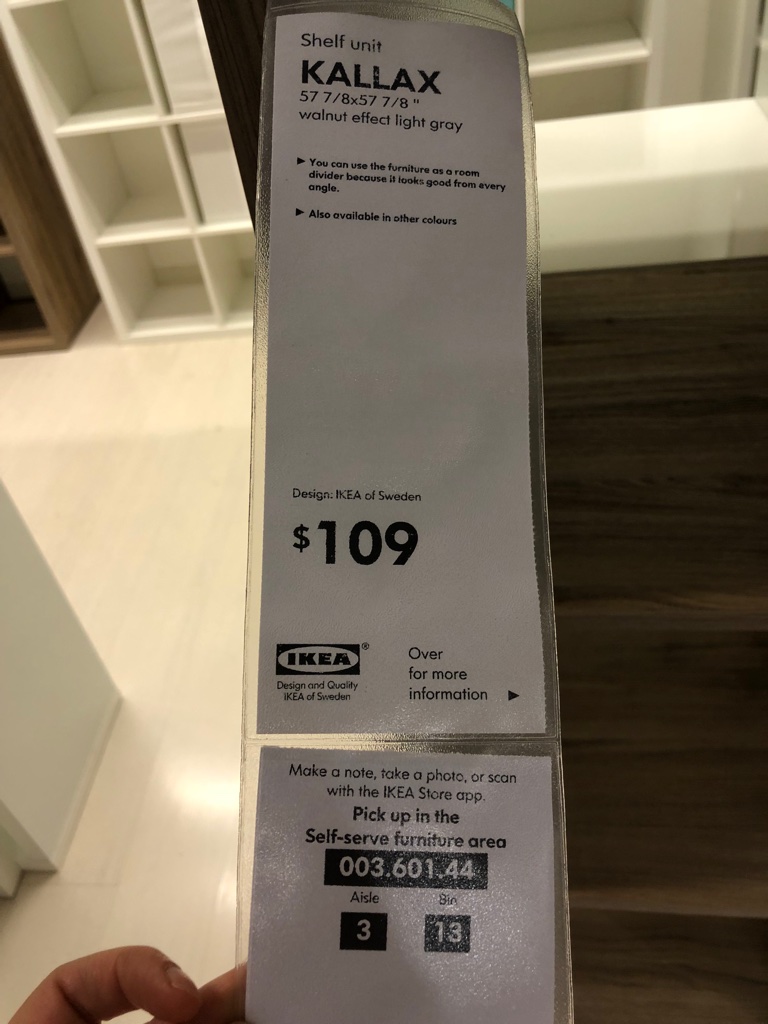 Shelf unit
KALLAX
57 7/8x57 7/8 "
walnut effect light gray
► You can use the furniture as a room
divider because it looks good from every
angle.
► Also available in other colours
Design: IKEA of Sweden
$109
IKEA®
Design and Quality
IKEA of Sweden
Over
for more
information ►
Make a note, take a photo, or scan
with the IKEA Store app.
Pick up in the
Self-serve furniture area
003.601.44
Aisle Bin
3 13